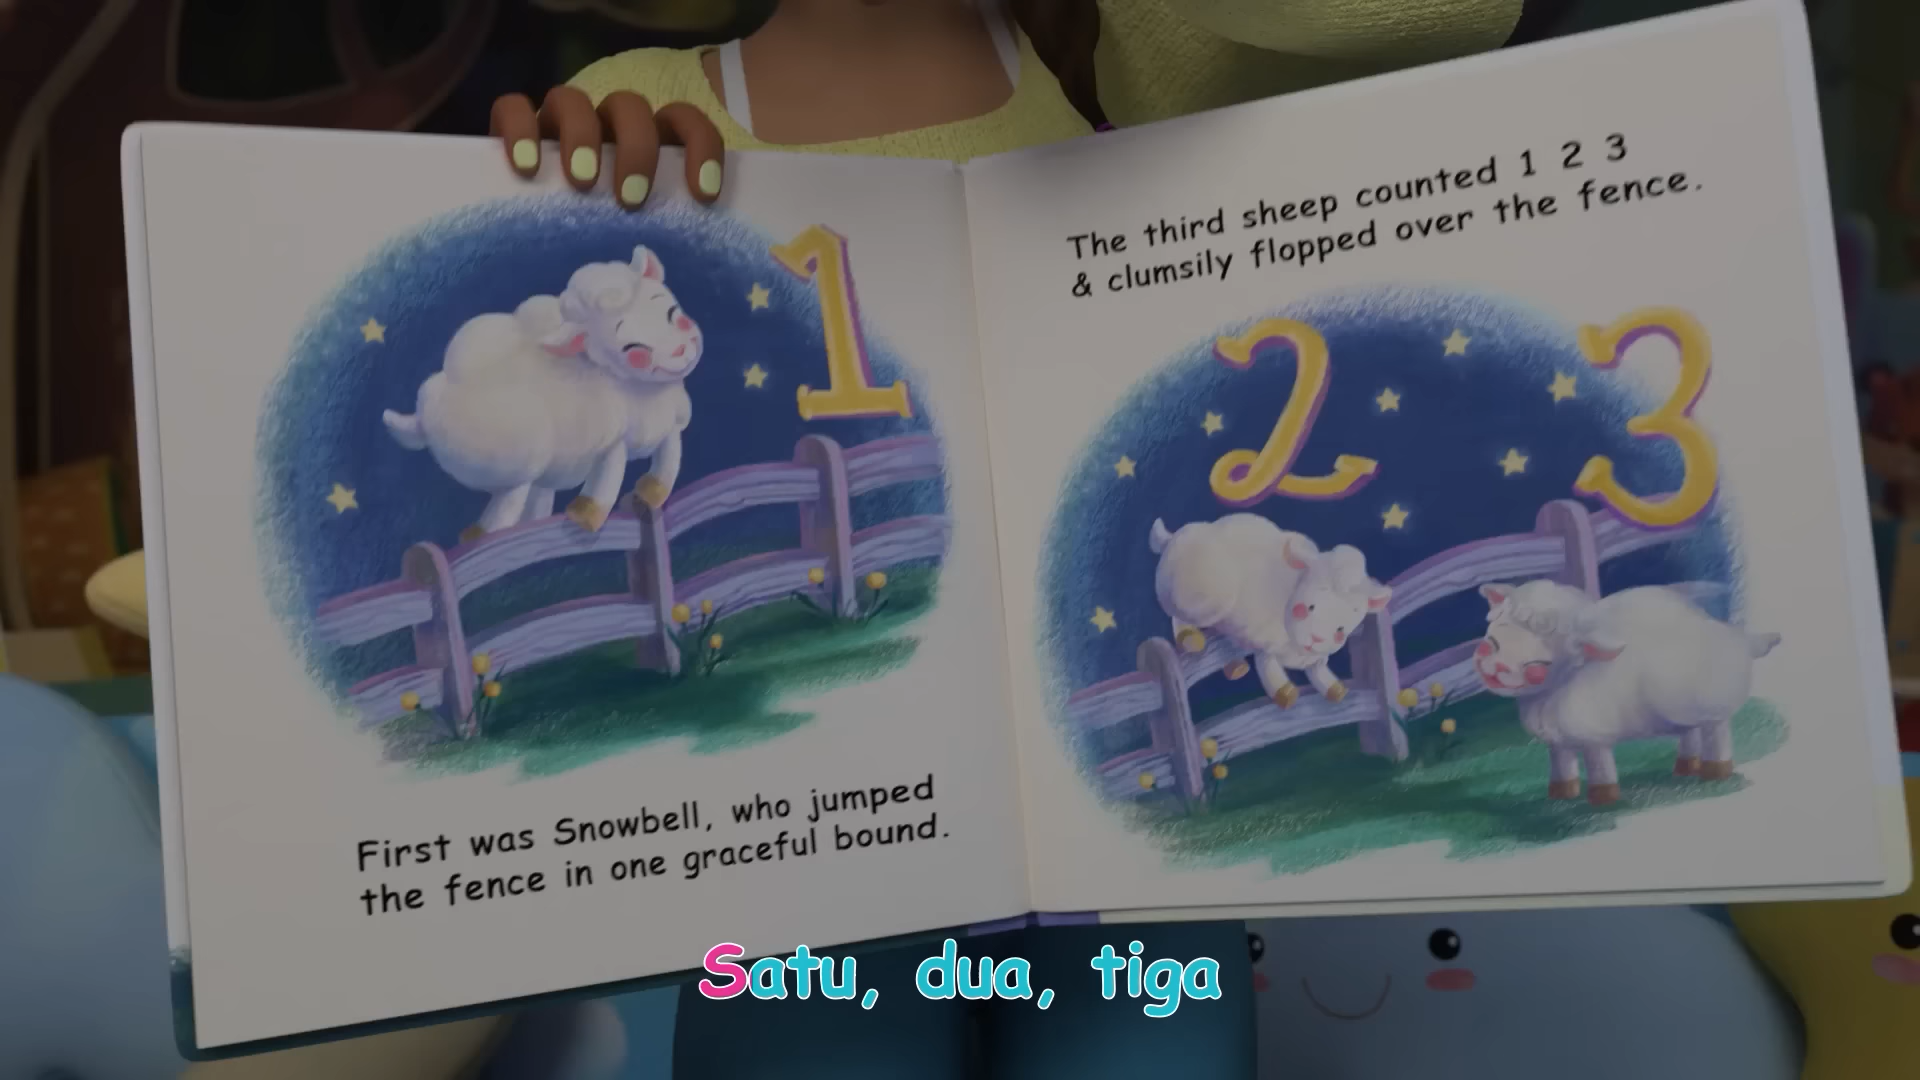 1
First was Snowbell, who jumped
the fence in one graceful bound.
The third sheep counted 1 2 3
& clumsily flopped over the fence.
2 3
Satu, dua, tiga